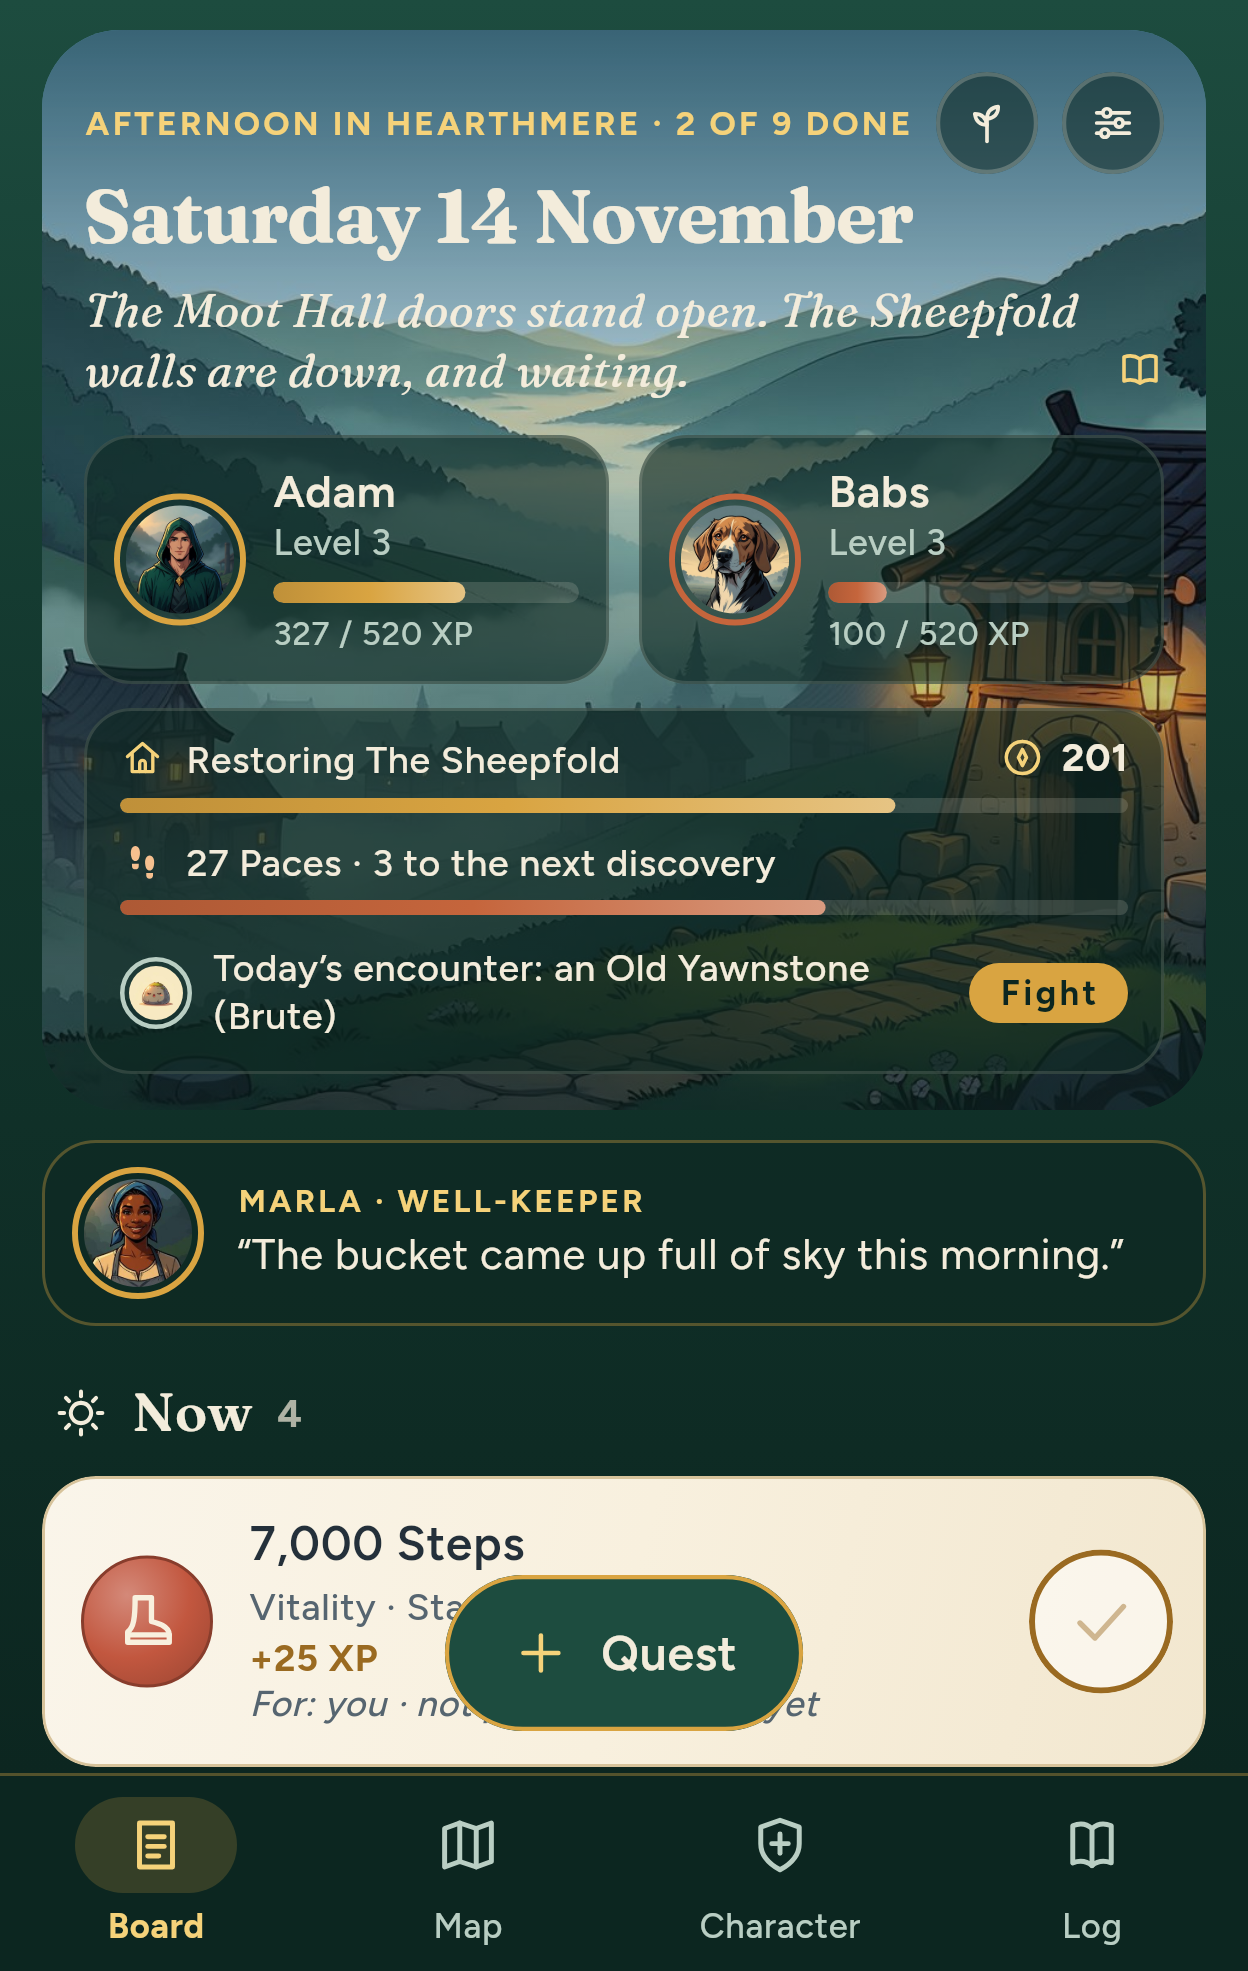 AFTERNOON IN HEARTHMERE · 2 OF 9 DONE
Saturday 14 November
The Moot Hall doors stand open. The Sheepfold
walls are down, and waiting.
Adam
Level 3
327 / 520 XP
Babs
Level 3
100 / 520 XP
Restoring The Sheepfold
201
27 Paces · 3 to the next discovery
Today’s encounter: an Old Yawnstone
(Brute)
Fight
MARLA · WELL-KEEPER
“The bucket came up full of sky this morning.”
Now 4
7,000 Steps
Vitality ·
+25 XP
For: you ·
Quest
Board
Map
Character
Log